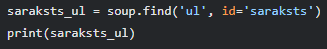 saraksts_ul = soup.find('ul', id='saraksts')
print(saraksts_ul)